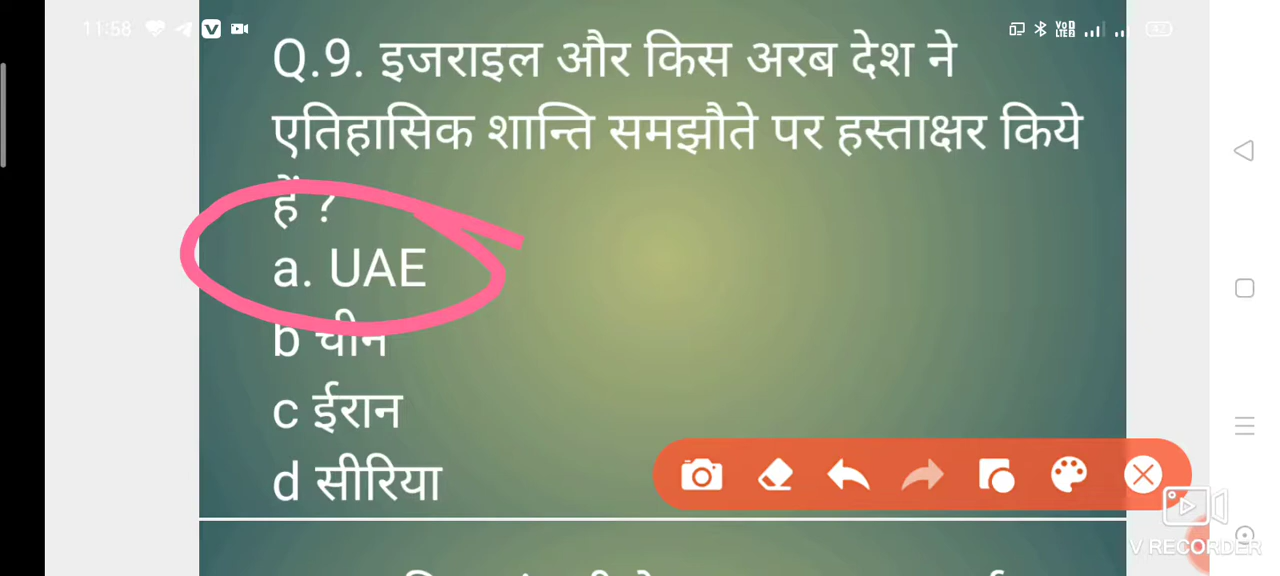 11:58
Q.9. इजराइल और किस अरब देश ने
एतिहासिक शान्ति समझौते पर हस्ताक्षर किये
हें ?
a. UAE
b चीन
c ईरान
d सीरिया
V RECORDER